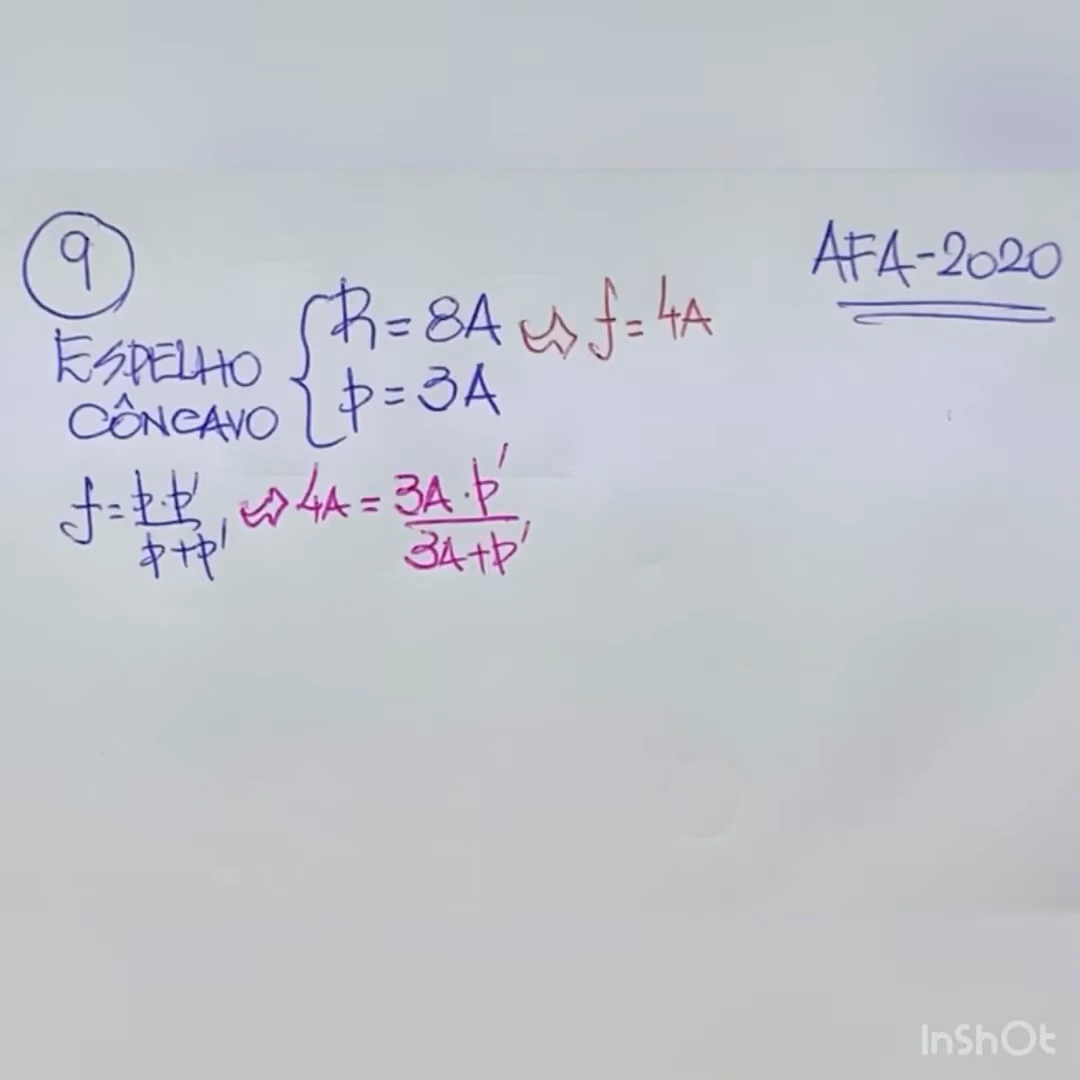 9
AFA-2020
ESPELHO
CÔNCAVO
R = 8A ⇝ f = 4A
p = 3A
f = p·p' / p+p' ⇝ 4A = 3A·p' / 3A+p'
InShOt